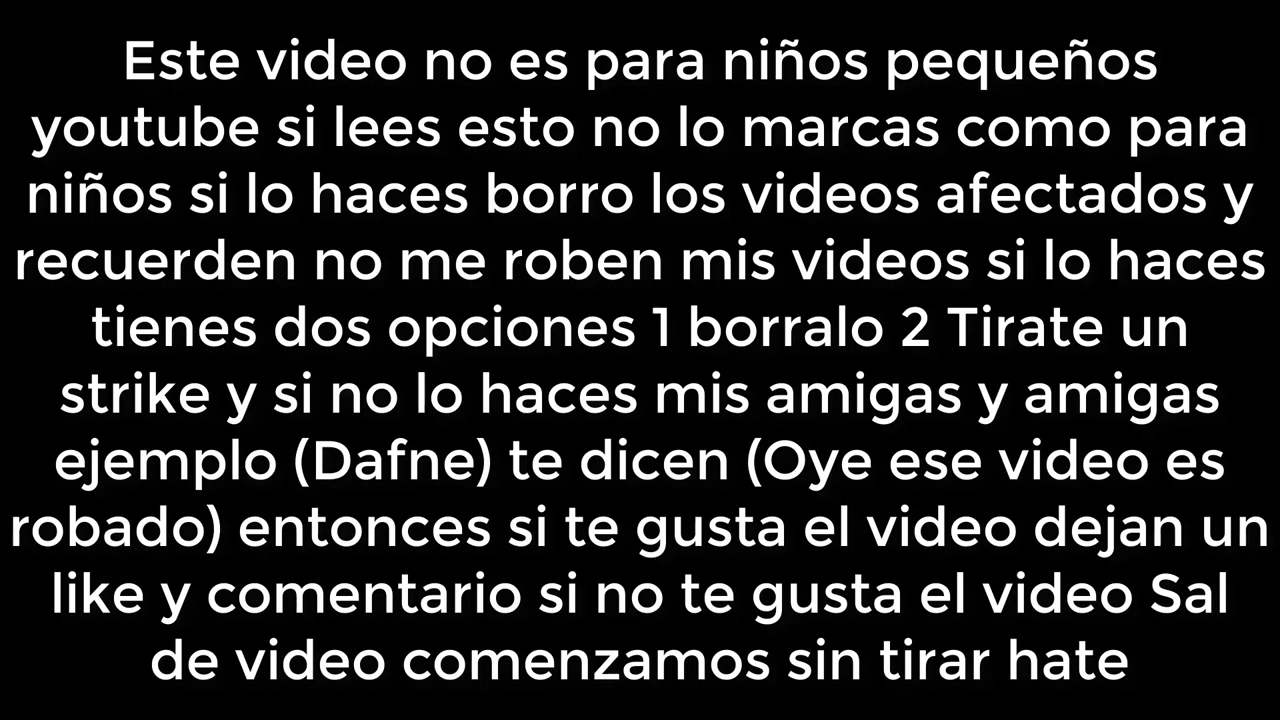 Este video no es para niños pequeños
youtube si lees esto no lo marcas como para
niños si lo haces borro los videos afectados y
recuerden no me roben mis videos si lo haces
tienes dos opciones 1 borralo 2 Tirate un
strike y si no lo haces mis amigas y amigas
ejemplo (Dafne) te dicen (Oye ese video es
robado) entonces si te gusta el video dejan un
like y comentario si no te gusta el video Sal
de video comenzamos sin tirar hate